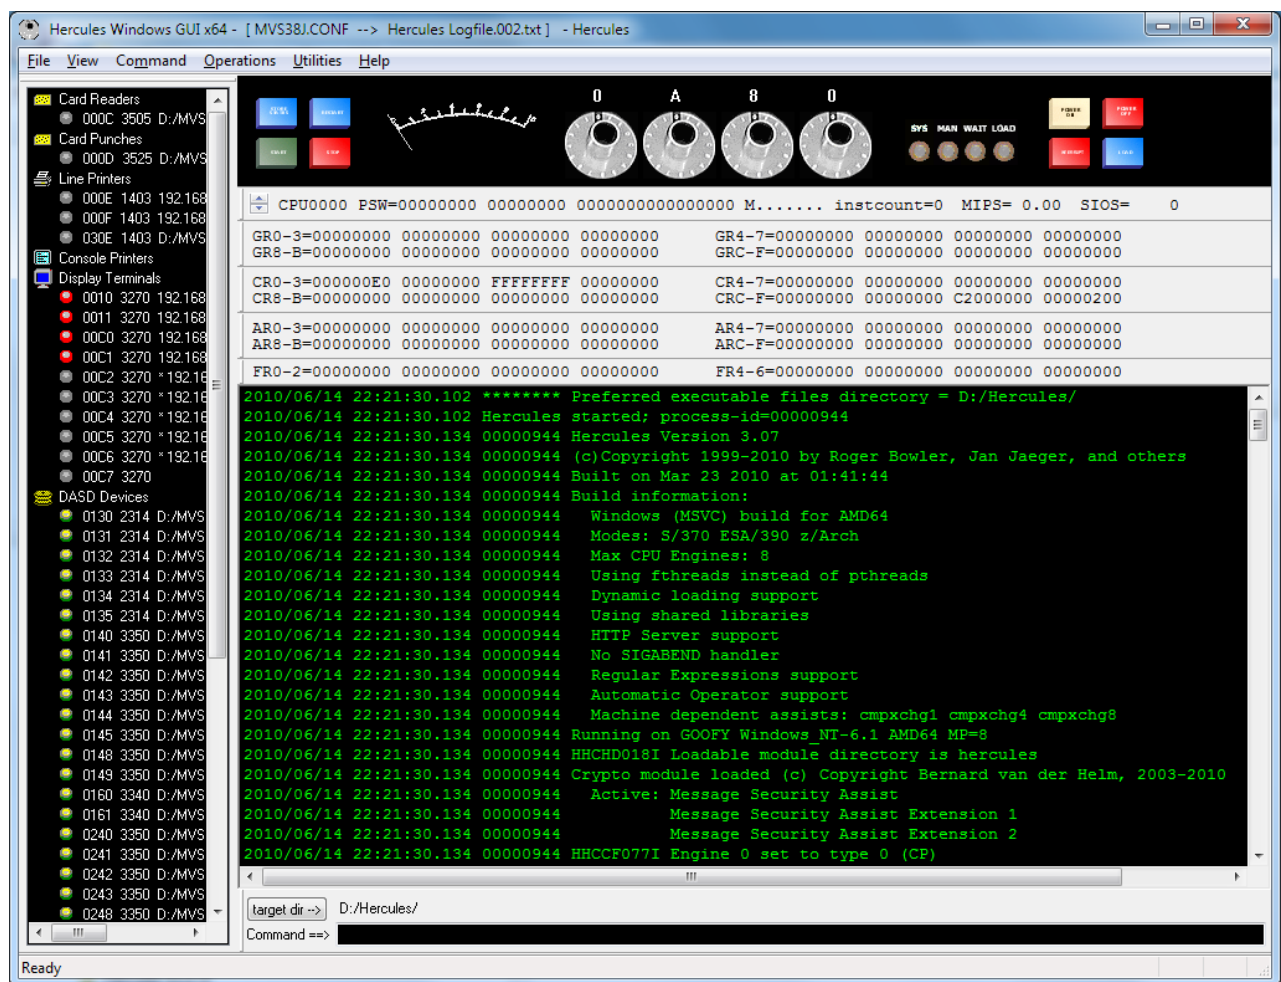 Hercules Windows GUI x64 - [ MVS38J.CONF --> Hercules Logfile.002.txt ] - Hercules
File View Command Operations Utilities Help
Card Readers
000C 3505 D:/MVS
Card Punches
000D 3525 D:/MVS
Line Printers
000E 1403 192.168
000F 1403 192.168
030E 1403 D:/MVS
Console Printers
Display Terminals
0010 3270 192.168
0011 3270 192.168
00C0 3270 192.168
00C1 3270 192.168
00C2 3270 * 192.16
00C3 3270 * 192.16
00C4 3270 * 192.16
00C5 3270 * 192.16
00C6 3270 * 192.16
00C7 3270
DASD Devices
0130 2314 D:/MVS
0131 2314 D:/MVS
0132 2314 D:/MVS
0133 2314 D:/MVS
0134 2314 D:/MVS
0135 2314 D:/MVS
0140 3350 D:/MVS
0141 3350 D:/MVS
0142 3350 D:/MVS
0143 3350 D:/MVS
0144 3350 D:/MVS
0145 3350 D:/MVS
0148 3350 D:/MVS
0149 3350 D:/MVS
0160 3340 D:/MVS
0161 3340 D:/MVS
0240 3350 D:/MVS
0241 3350 D:/MVS
0242 3350 D:/MVS
0243 3350 D:/MVS
0248 3350 D:/MVS
0 A 8 0
SYS MAN WAIT LOAD
POWER ON
POWER OFF
STOP
LOAD
CPU0000 PSW=00000000 00000000 0000000000000000 M....... instcount=0 MIPS= 0.00 SIOS= 0
GR0-3=00000000 00000000 00000000 00000000 GR4-7=00000000 00000000 00000000 00000000
GR8-B=00000000 00000000 00000000 00000000 GRC-F=00000000 00000000 00000000 00000000
CR0-3=000000E0 00000000 FFFFFFFF 00000000 CR4-7=00000000 00000000 00000000 00000000
CR8-B=00000000 00000000 00000000 00000000 CRC-F=00000000 00000000 C2000000 00000200
AR0-3=00000000 00000000 00000000 00000000 AR4-7=00000000 00000000 00000000 00000000
AR8-B=00000000 00000000 00000000 00000000 ARC-F=00000000 00000000 00000000 00000000
FR0-2=00000000 00000000 00000000 00000000 FR4-6=00000000 00000000 00000000 00000000
2010/06/14 22:21:30.102 ******** Preferred executable files directory = D:/Hercules/
2010/06/14 22:21:30.102 Hercules started; process-id=00000944
2010/06/14 22:21:30.134 00000944 Hercules Version 3.07
2010/06/14 22:21:30.134 00000944 (c)Copyright 1999-2010 by Roger Bowler, Jan Jaeger, and others
2010/06/14 22:21:30.134 00000944 Built on Mar 23 2010 at 01:41:44
2010/06/14 22:21:30.134 00000944 Build information:
2010/06/14 22:21:30.134 00000944 Windows (MSVC) build for AMD64
2010/06/14 22:21:30.134 00000944 Modes: S/370 ESA/390 z/Arch
2010/06/14 22:21:30.134 00000944 Max CPU Engines: 8
2010/06/14 22:21:30.134 00000944 Using fthreads instead of pthreads
2010/06/14 22:21:30.134 00000944 Dynamic loading support
2010/06/14 22:21:30.134 00000944 Using shared libraries
2010/06/14 22:21:30.134 00000944 HTTP Server support
2010/06/14 22:21:30.134 00000944 No SIGABEND handler
2010/06/14 22:21:30.134 00000944 Regular Expressions support
2010/06/14 22:21:30.134 00000944 Automatic Operator support
2010/06/14 22:21:30.134 00000944 Machine dependent assists: cmpxchg1 cmpxchg4 cmpxchg8
2010/06/14 22:21:30.134 00000944 Running on GOOFY Windows_NT-6.1 AMD64 MP=8
2010/06/14 22:21:30.134 00000944 HHCHD018I Loadable module directory is hercules
2010/06/14 22:21:30.134 00000944 Crypto module loaded (c) Copyright Bernard van der Helm, 2003-2010
2010/06/14 22:21:30.134 00000944 Active: Message Security Assist
2010/06/14 22:21:30.134 00000944 Message Security Assist Extension 1
2010/06/14 22:21:30.134 00000944 Message Security Assist Extension 2
2010/06/14 22:21:30.134 00000944 HHCCF077I Engine 0 set to type 0 (CP)
target dir --> D:/Hercules/
Command ==>
Ready